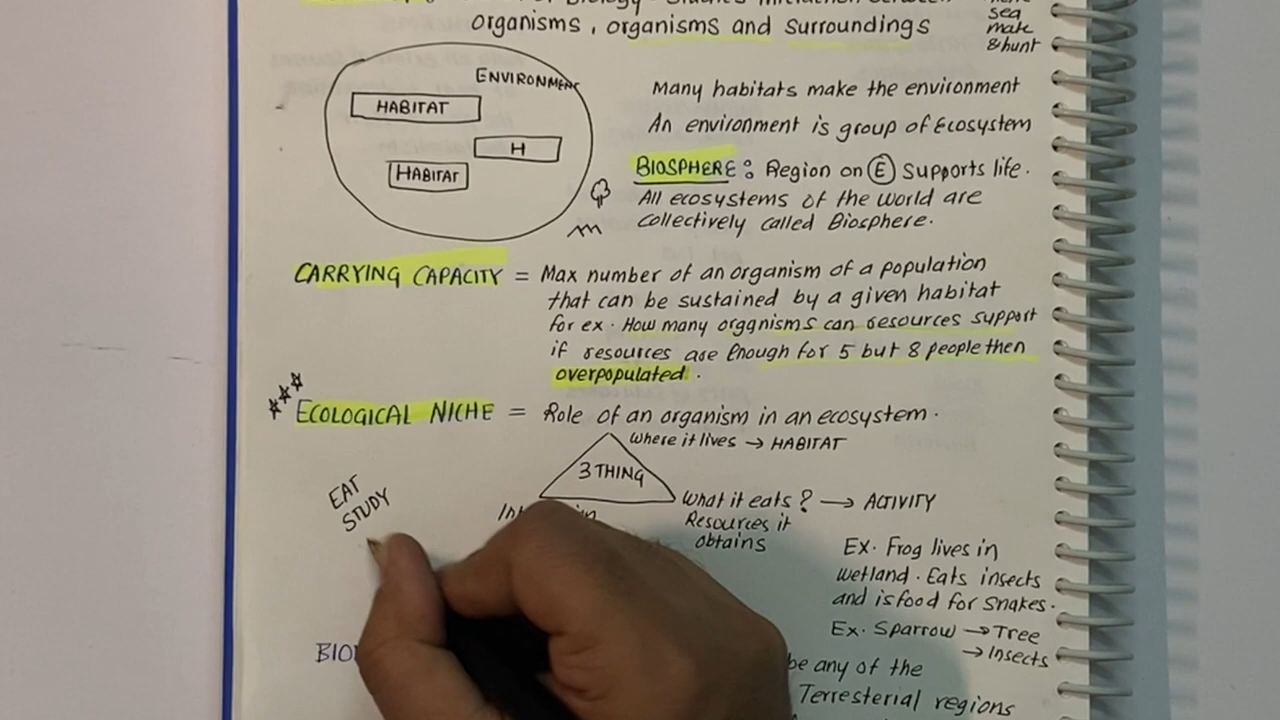 organisms, organisms and surroundings
sea
mate
& hunt
ENVIRONMENT
HABITAT
H
HABITAT
Many habitats make the environment
An environment is group of Ecosystem
BIOSPHERE: Region on E supports life.
All ecosystems of the world are
collectively called Biosphere.
CARRYING CAPACITY = Max number of an organism of a population
that can be sustained by a given habitat
for ex. How many organisms can resources support
if resources are enough for 5 but 8 people then
overpopulated.
ECOLOGICAL NICHE = Role of an organism in an ecosystem.
where it lives → HABITAT
3 THING
What it eats? → ACTIVITY
Resources it
obtains
EAT
STUDY
Ex. Frog lives in
wetland. Eats insects
and is food for snakes.
Ex. Sparrow → Tree
→ Insects
be any of the
Terresterial regions